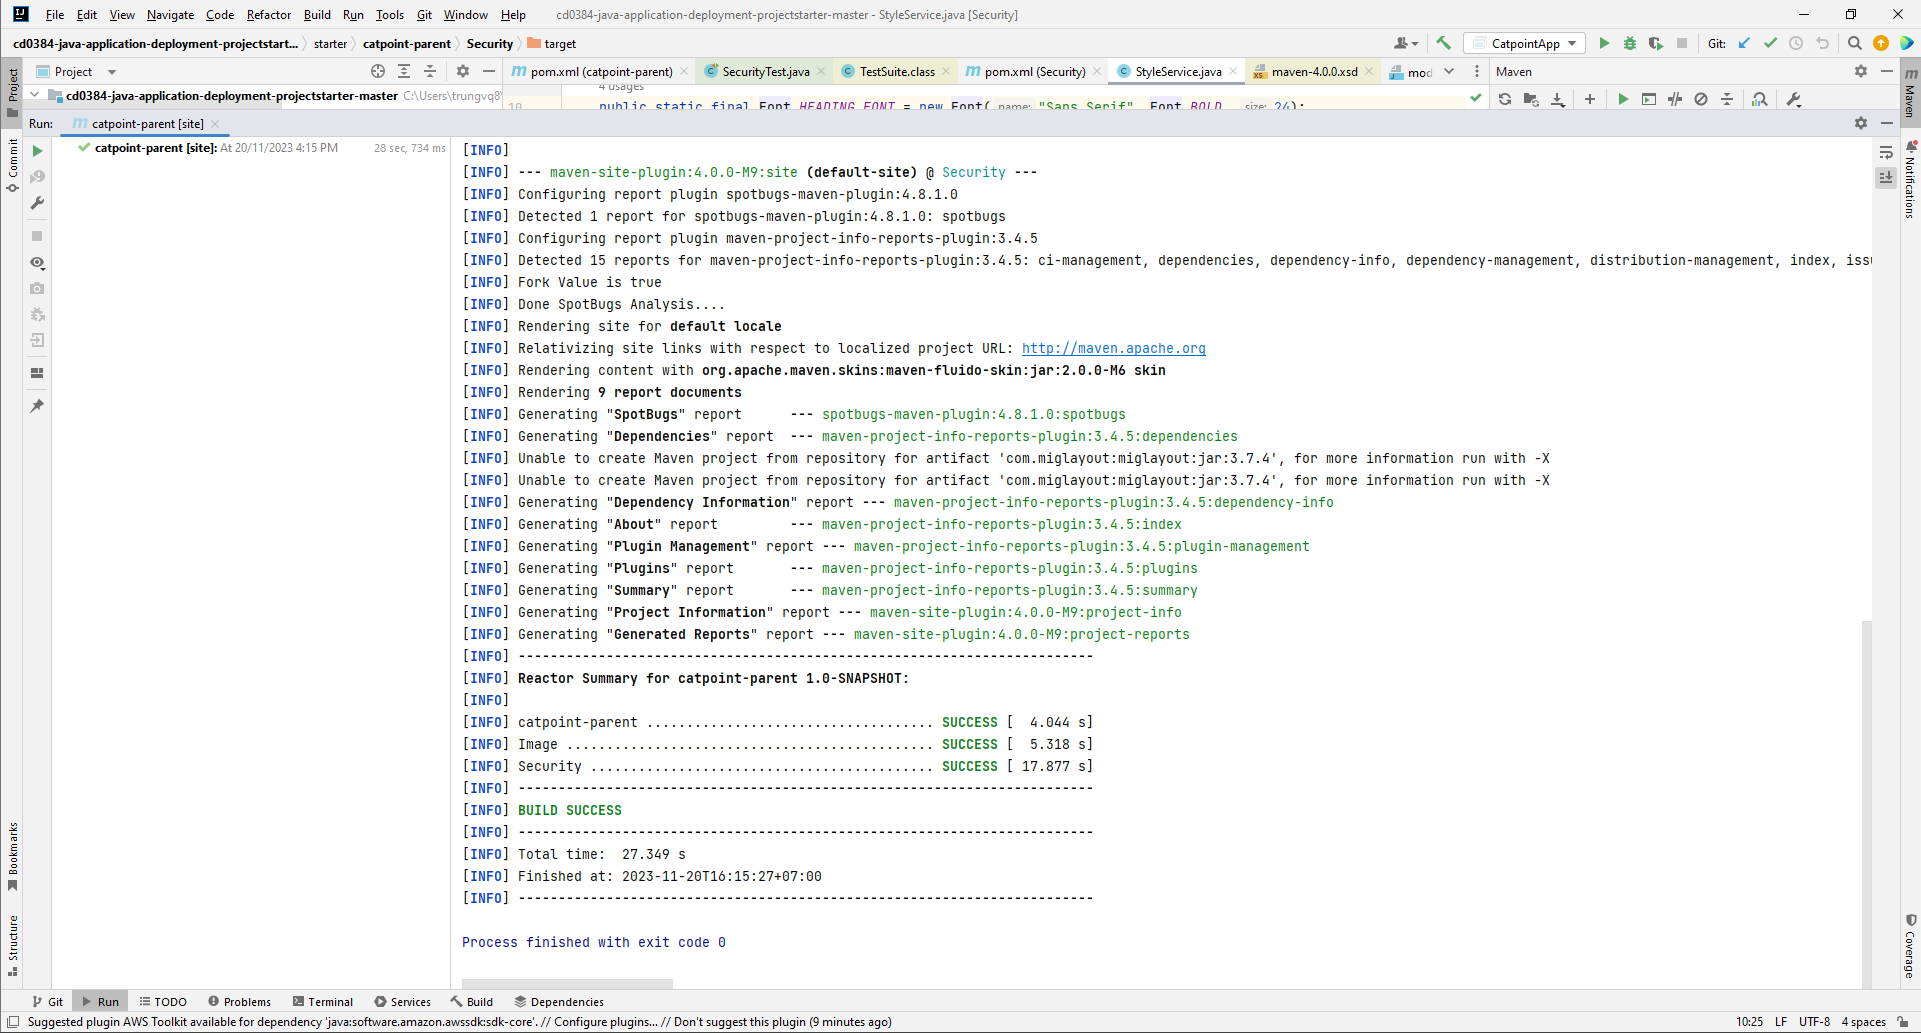 File Edit View Navigate Code Refactor Build Run Tools Git Window Help cd0384-java-application-deployment-projectstarter-master - StyleService.java [Security]
cd0384-java-application-deployment-projectstart... starter catpoint-parent Security target CatpointApp Git:
Project pom.xml (catpoint-parent) SecurityTest.java TestSuite.class pom.xml (Security) StyleService.java maven-4.0.0.xsd mod Maven
cd0384-java-application-deployment-projectstarter-master C:\Users\trungvq8\
4 usages
10 public static final Font HEADING_FONT = new Font( name: "Sans Serif", Font.BOLD, size: 24);
Run: catpoint-parent [site]
catpoint-parent [site]: At 20/11/2023 4:15 PM 28 sec, 734 ms
[INFO]
[INFO] --- maven-site-plugin:4.0.0-M9:site (default-site) @ Security ---
[INFO] Configuring report plugin spotbugs-maven-plugin:4.8.1.0
[INFO] Detected 1 report for spotbugs-maven-plugin:4.8.1.0: spotbugs
[INFO] Configuring report plugin maven-project-info-reports-plugin:3.4.5
[INFO] Detected 15 reports for maven-project-info-reports-plugin:3.4.5: ci-management, dependencies, dependency-info, dependency-management, distribution-management, index, issu
[INFO] Fork Value is true
[INFO] Done SpotBugs Analysis....
[INFO] Rendering site for default locale
[INFO] Relativizing site links with respect to localized project URL: http://maven.apache.org
[INFO] Rendering content with org.apache.maven.skins:maven-fluido-skin:jar:2.0.0-M6 skin
[INFO] Rendering 9 report documents
[INFO] Generating "SpotBugs" report --- spotbugs-maven-plugin:4.8.1.0:spotbugs
[INFO] Generating "Dependencies" report --- maven-project-info-reports-plugin:3.4.5:dependencies
[INFO] Unable to create Maven project from repository for artifact 'com.miglayout:miglayout:jar:3.7.4', for more information run with -X
[INFO] Unable to create Maven project from repository for artifact 'com.miglayout:miglayout:jar:3.7.4', for more information run with -X
[INFO] Generating "Dependency Information" report --- maven-project-info-reports-plugin:3.4.5:dependency-info
[INFO] Generating "About" report --- maven-project-info-reports-plugin:3.4.5:index
[INFO] Generating "Plugin Management" report --- maven-project-info-reports-plugin:3.4.5:plugin-management
[INFO] Generating "Plugins" report --- maven-project-info-reports-plugin:3.4.5:plugins
[INFO] Generating "Summary" report --- maven-project-info-reports-plugin:3.4.5:summary
[INFO] Generating "Project Information" report --- maven-site-plugin:4.0.0-M9:project-info
[INFO] Generating "Generated Reports" report --- maven-site-plugin:4.0.0-M9:project-reports
[INFO] ------------------------------------------------------------------------
[INFO] Reactor Summary for catpoint-parent 1.0-SNAPSHOT:
[INFO]
[INFO] catpoint-parent .................................... SUCCESS [  4.044 s]
[INFO] Image .............................................. SUCCESS [  5.318 s]
[INFO] Security ........................................... SUCCESS [ 17.877 s]
[INFO] ------------------------------------------------------------------------
[INFO] BUILD SUCCESS
[INFO] ------------------------------------------------------------------------
[INFO] Total time:  27.349 s
[INFO] Finished at: 2023-11-20T16:15:27+07:00
[INFO] ------------------------------------------------------------------------
Process finished with exit code 0
Project
Commit
Bookmarks
Structure
Maven
Notifications
Coverage
Git Run TODO Problems Terminal Services Build Dependencies
Suggested plugin AWS Toolkit available for dependency 'java:software.amazon.awssdk:sdk-core'. // Configure plugins... // Don't suggest this plugin (9 minutes ago) 10:25 LF UTF-8 4 spaces